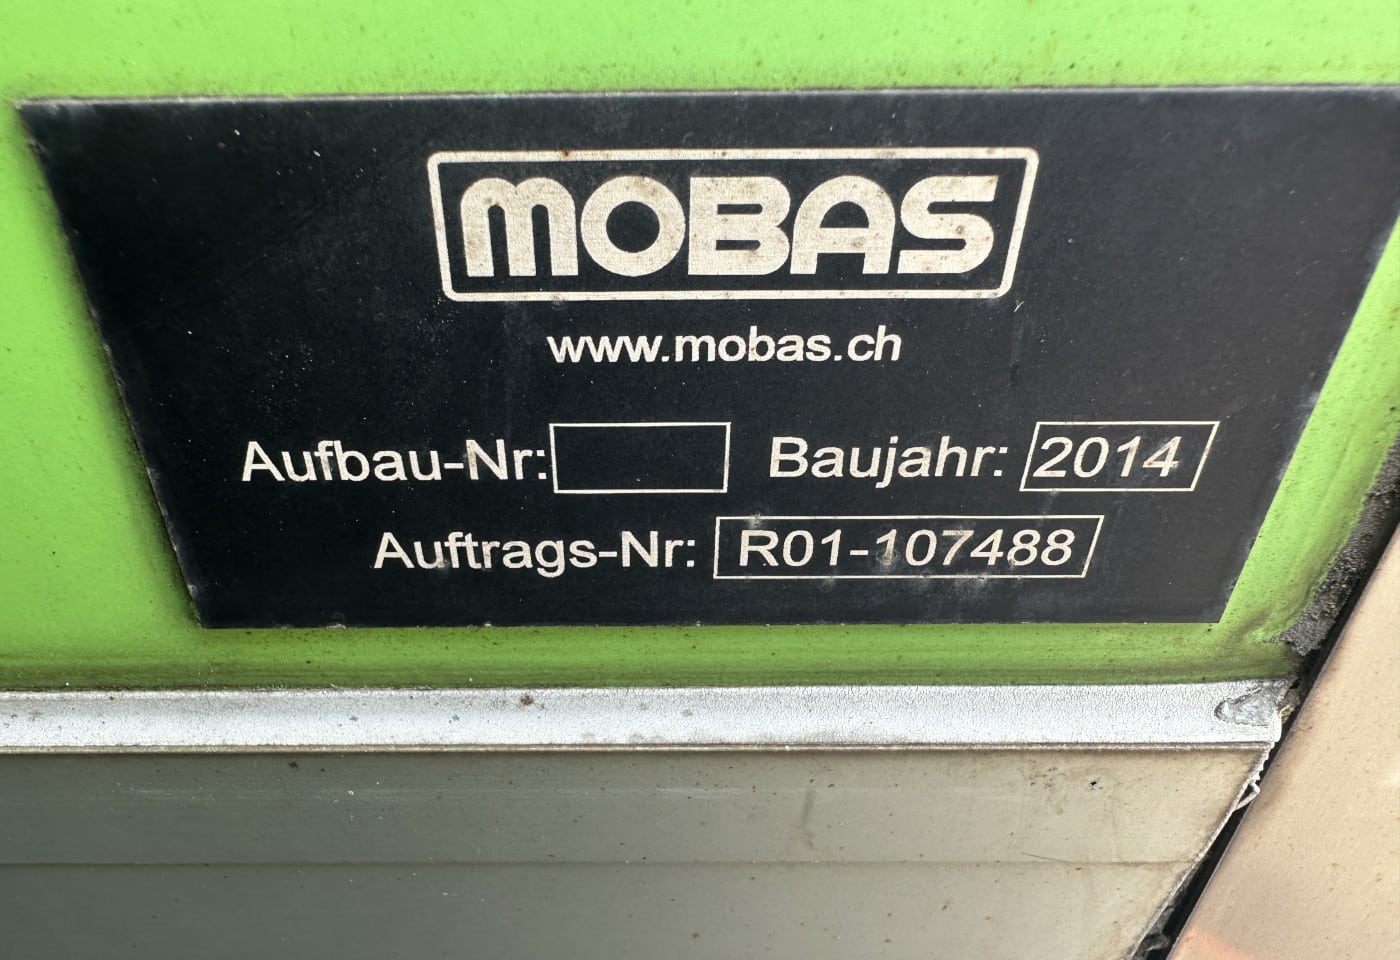 MOBAS
www.mobas.ch
Aufbau-Nr: Baujahr: 2014
Auftrags-Nr: R01-107488